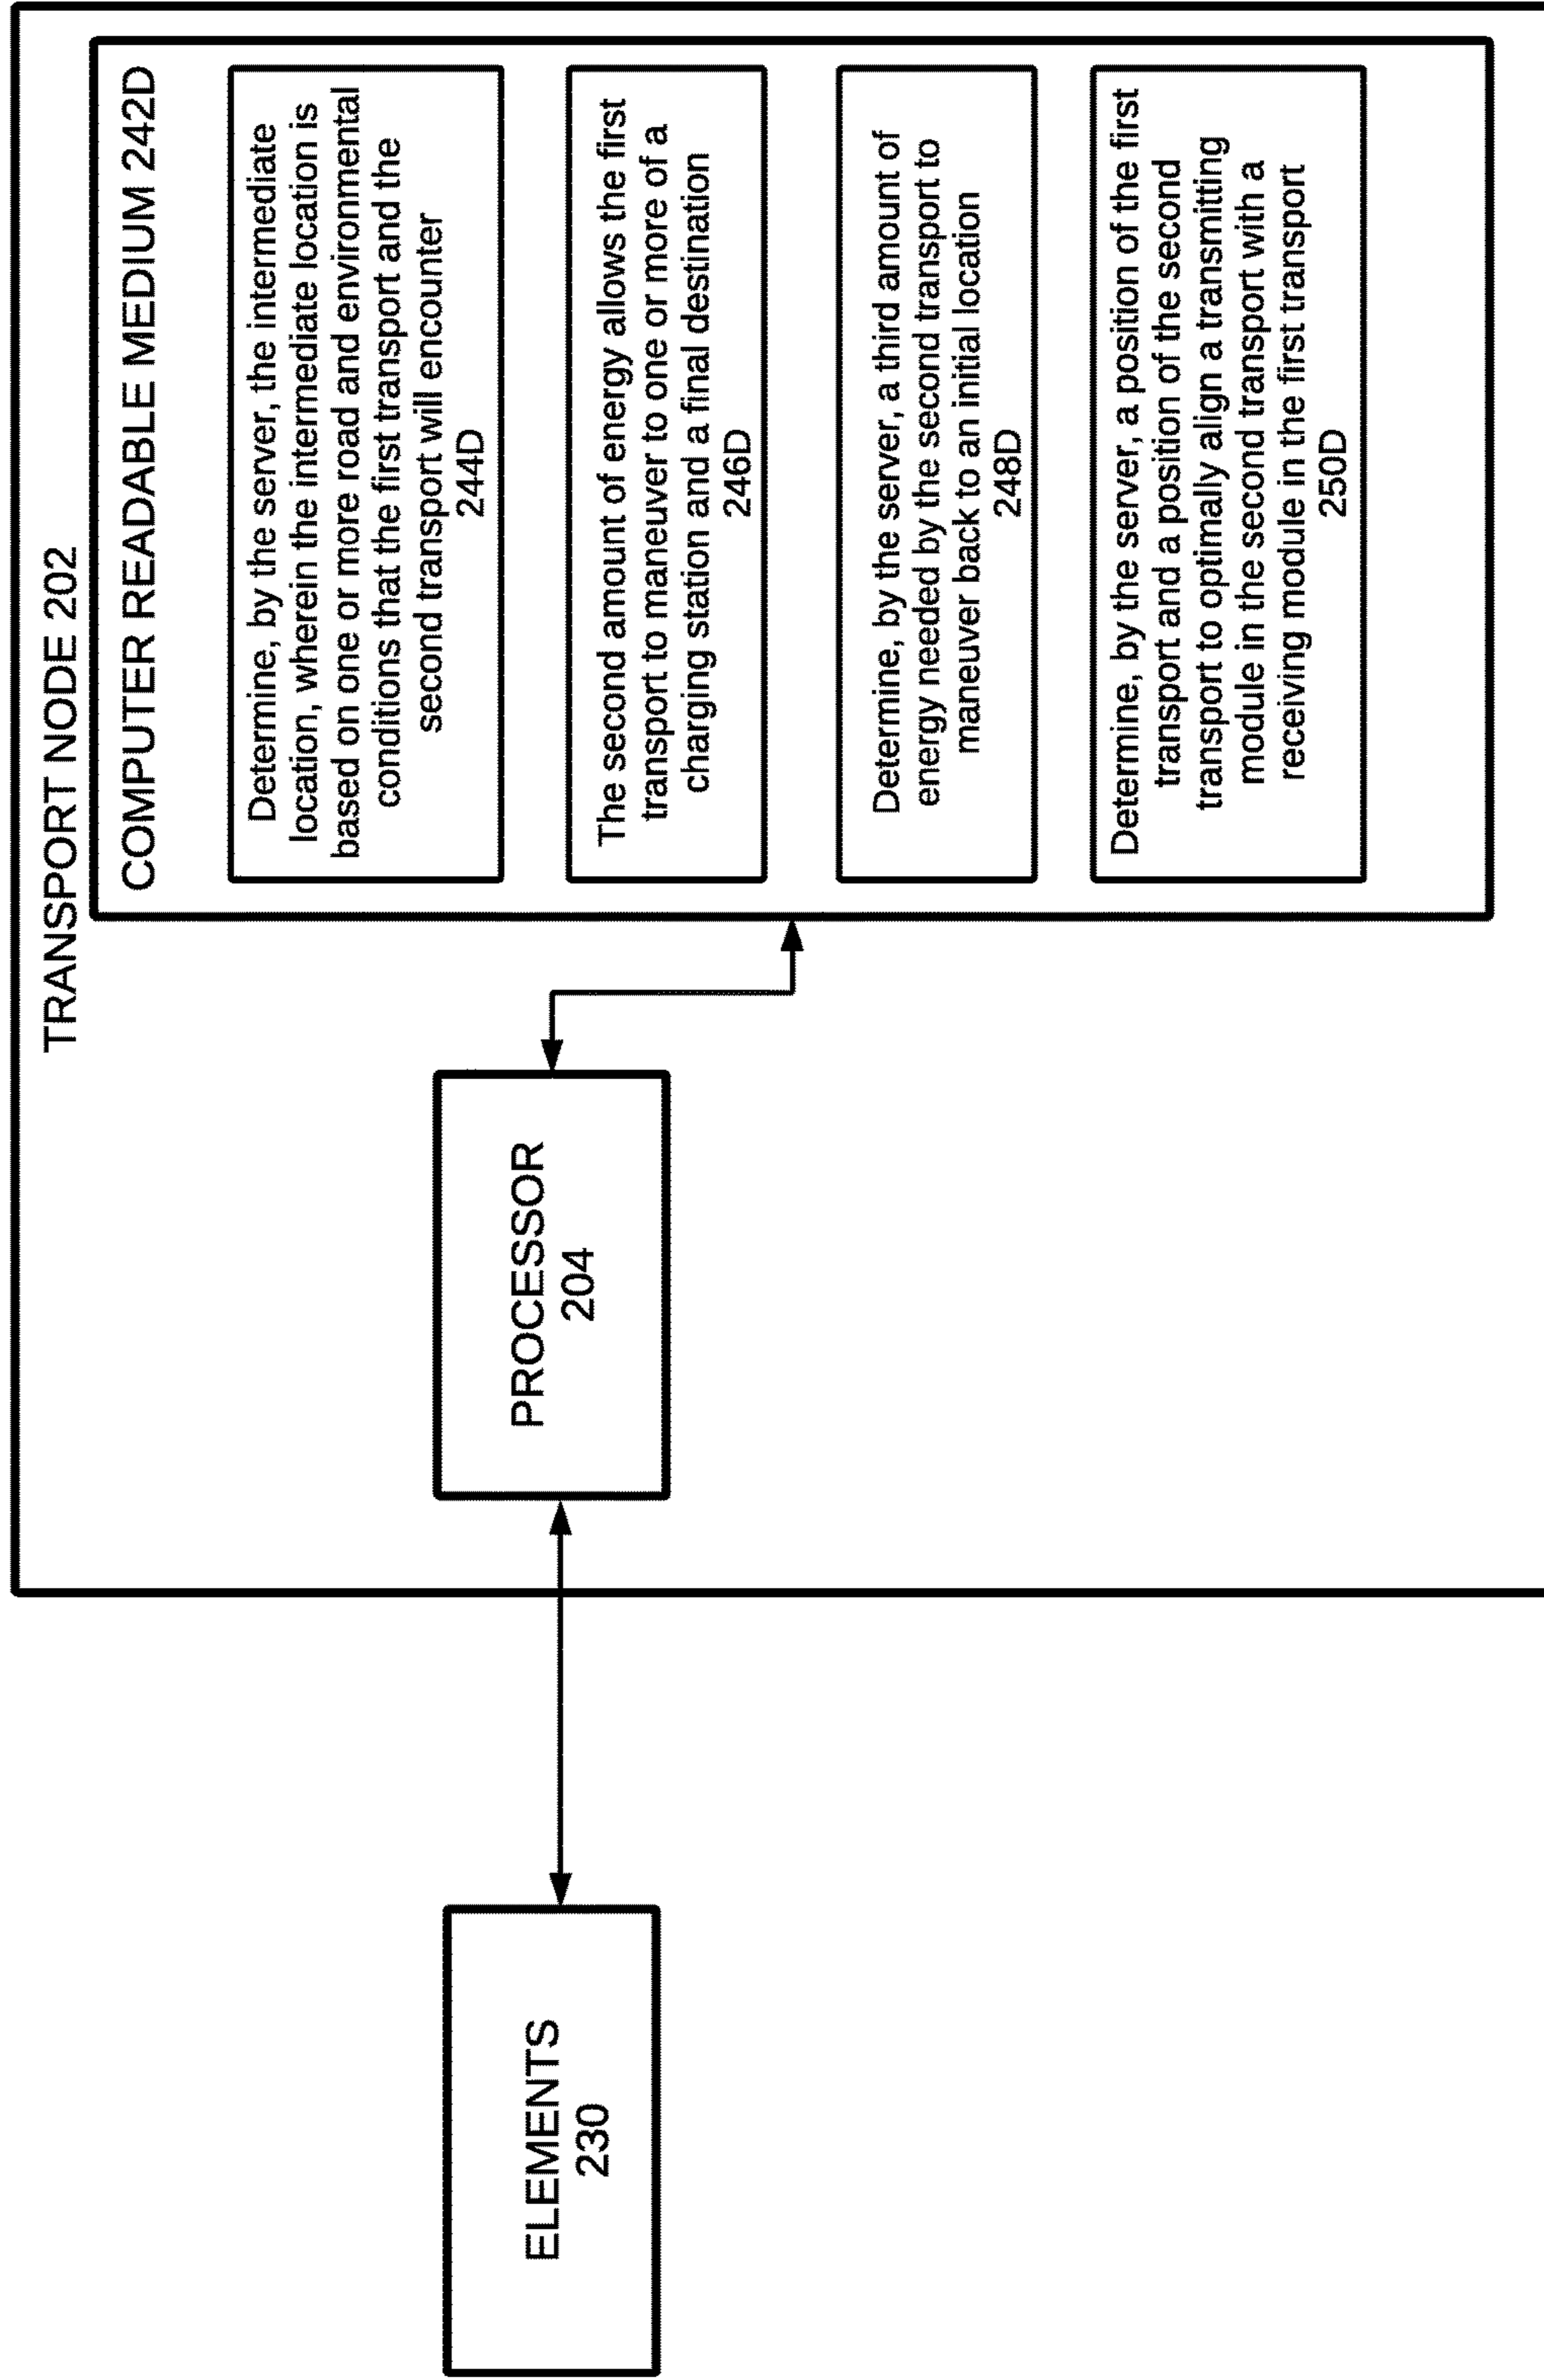 TRANSPORT NODE 202
COMPUTER READABLE MEDIUM 242D
Determine, by the server, the intermediate
location, wherein the intermediate location is
based on one or more road and environmental
conditions that the first transport and the
second transport will encounter
244D
The second amount of energy allows the first
transport to maneuver to one or more of a
charging station and a final destination
246D
Determine, by the server, a third amount of
energy needed by the second transport to
maneuver back to an initial location
248D
Determine, by the server, a position of the first
transport and a position of the second
transport to optimally align a transmitting
module in the second transport with a
receiving module in the first transport
250D
PROCESSOR
204
ELEMENTS
230